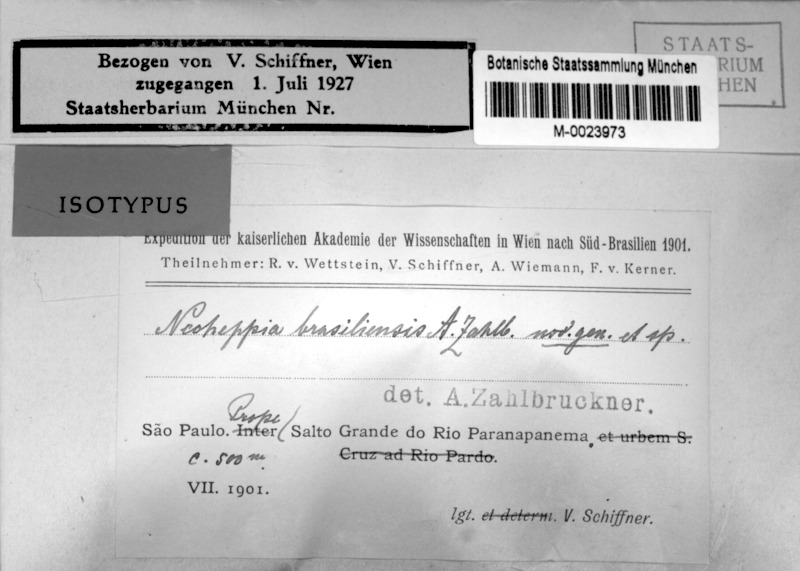 Bezogen von V. Schiffner, Wien
zugegangen 1. Juli 1927
Staatsherbarium München Nr.
STAATS-
Botanische Staatssammlung München
M-0023973
ISOTYPUS
Expedition der kaiserlichen Akademie der Wissenschaften in Wien nach Süd-Brasilien 1901.
Theilnehmer: R. v. Wettstein, V. Schiffner, A. Wiemann, F. v. Kerner.
Neoheppia brasiliensis A. Zahlb. nov. gen. et sp.
det. A. Zahlbruckner.
Prope
São Paulo. Inter Salto Grande do Rio Paranapanema, et urbem S.
Cruz ad Rio Pardo.
c. 500 m
VII. 1901.
lgt. et determ. V. Schiffner.